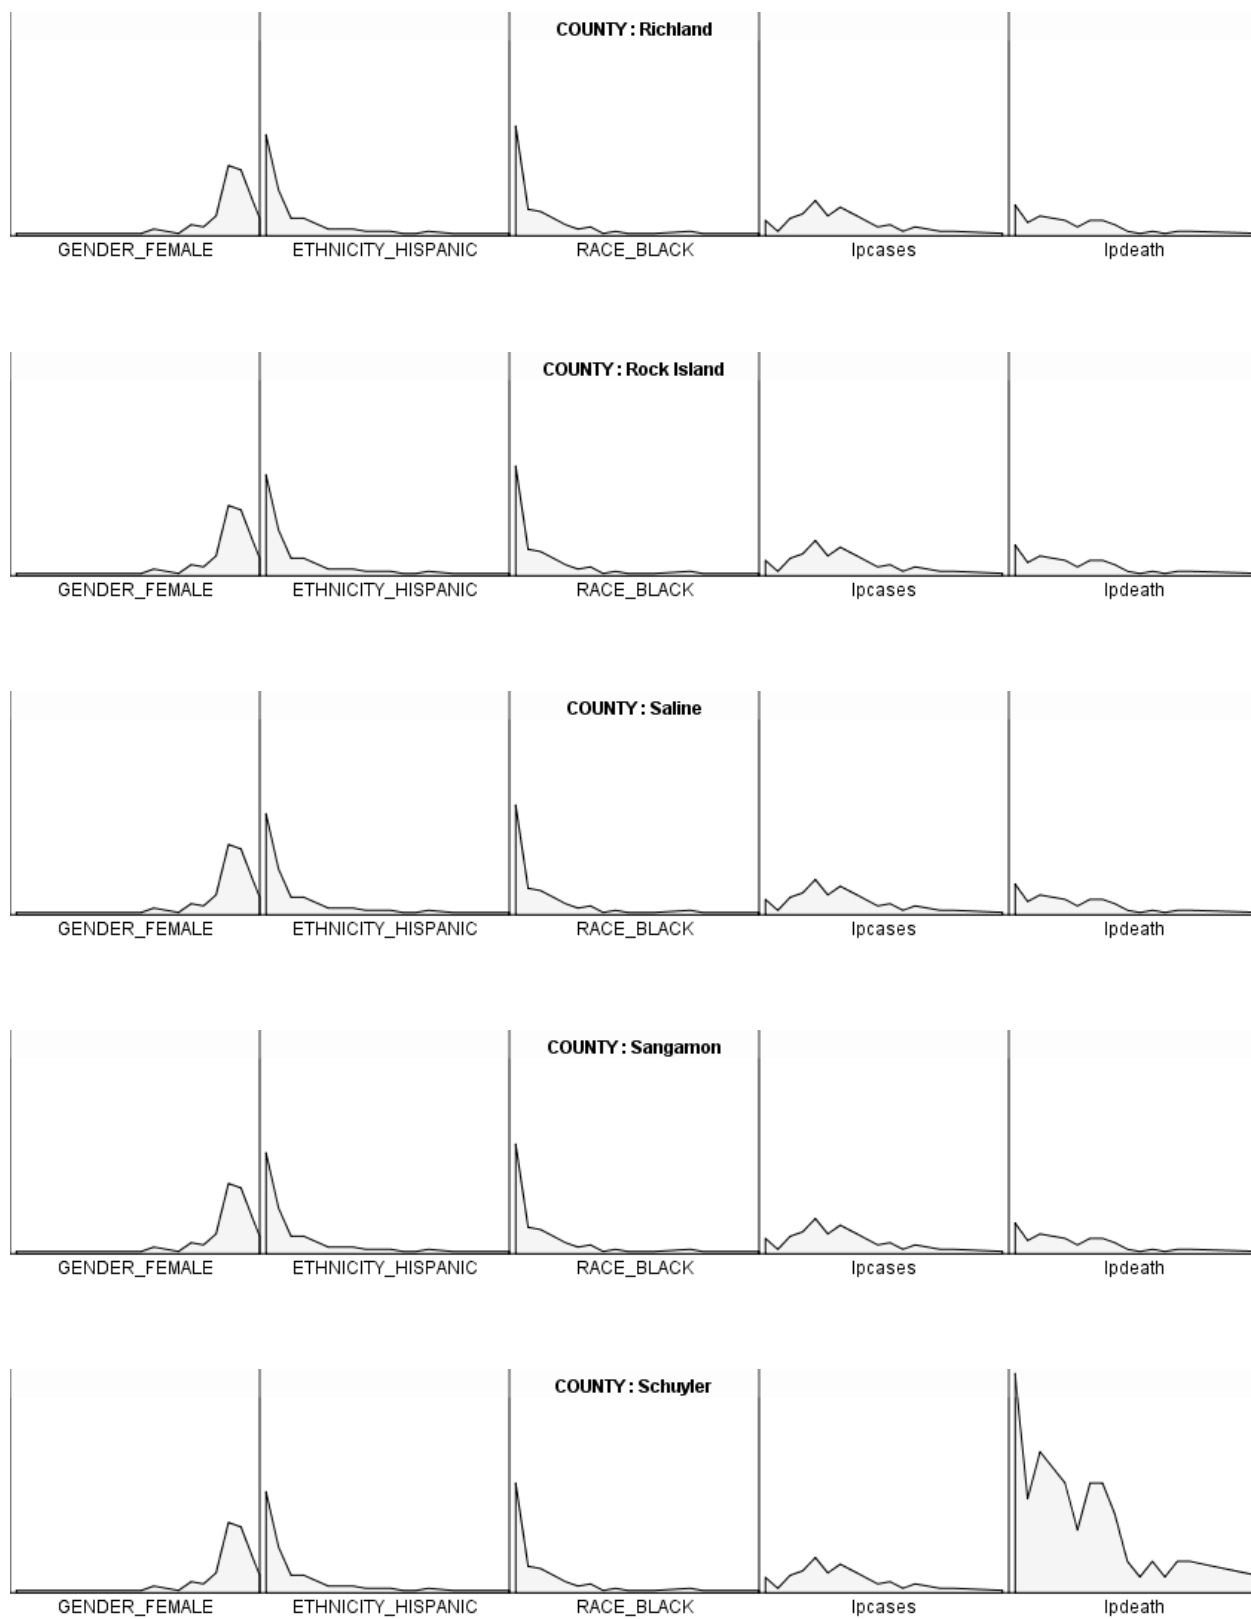 COUNTY : Richland
GENDER_FEMALE ETHNICITY_HISPANIC RACE_BLACK lpcases lpdeath
COUNTY : Rock Island
GENDER_FEMALE ETHNICITY_HISPANIC RACE_BLACK lpcases lpdeath
COUNTY : Saline
GENDER_FEMALE ETHNICITY_HISPANIC RACE_BLACK lpcases lpdeath
COUNTY : Sangamon
GENDER_FEMALE ETHNICITY_HISPANIC RACE_BLACK lpcases lpdeath
COUNTY : Schuyler
GENDER_FEMALE ETHNICITY_HISPANIC RACE_BLACK lpcases lpdeath